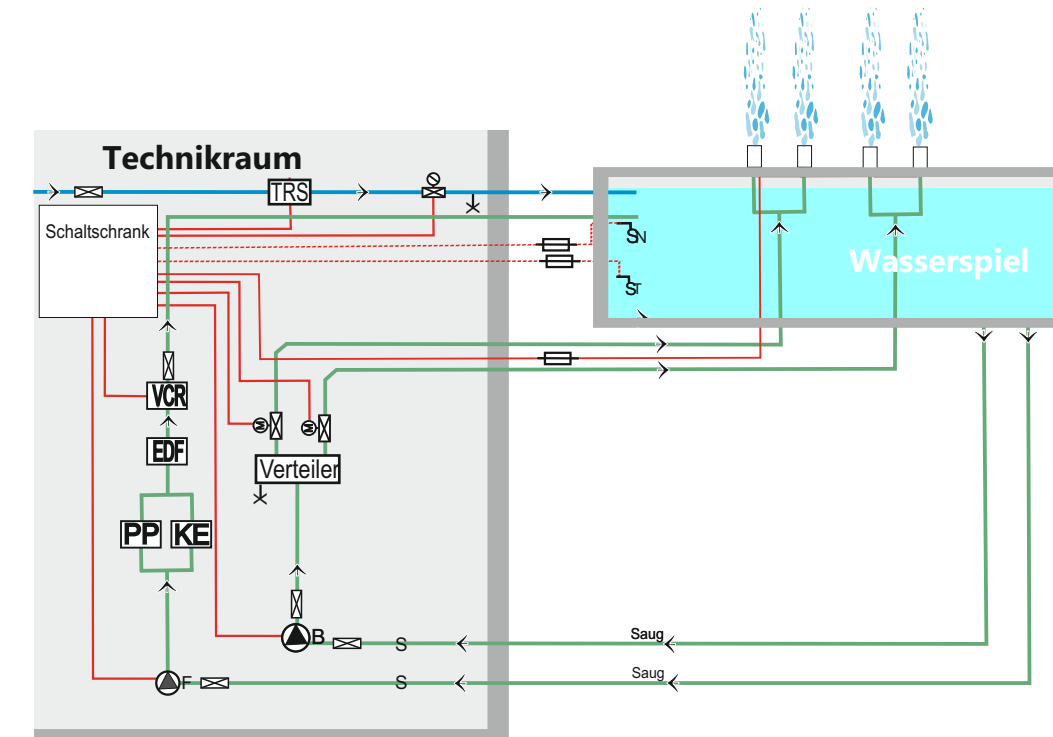 Technikraum
TRS
Schaltschrank
SN
Wasserspiel
ST
VCR
M
M
EDF
Verteiler
PP
KE
B
S
Saug
F
S
Saug